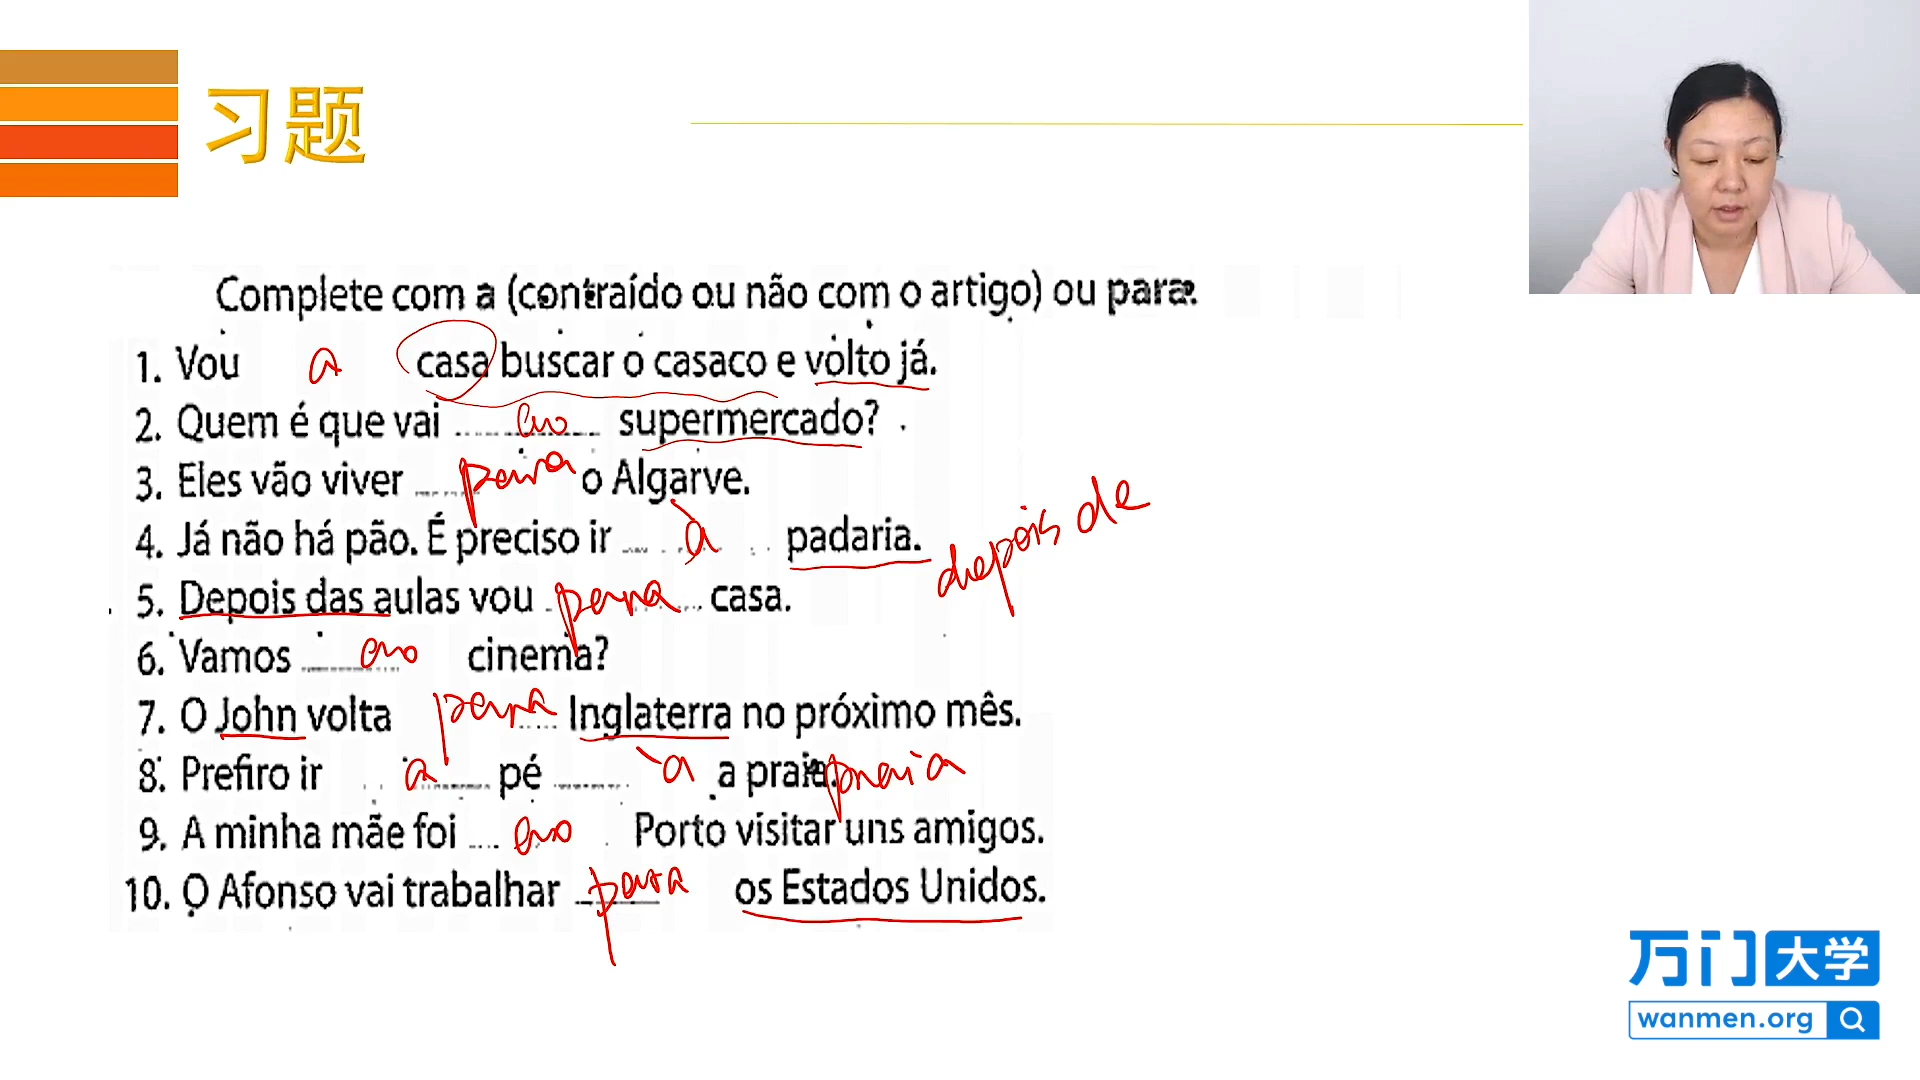 习题
Complete com a (contraído ou não com o artigo) ou para.
1. Vou a casa buscar o casaco e volto já.
2. Quem é que vai ao supermercado?
3. Eles vão viver para o Algarve.
4. Já não há pão. É preciso ir à padaria.
depois de
5. Depois das aulas vou para casa.
6. Vamos ao cinema?
7. O John volta para Inglaterra no próximo mês.
8. Prefiro ir a pé à a praia. praia
9. A minha mãe foi ao Porto visitar uns amigos.
10. O Afonso vai trabalhar para os Estados Unidos.
万门大学
wanmen.org